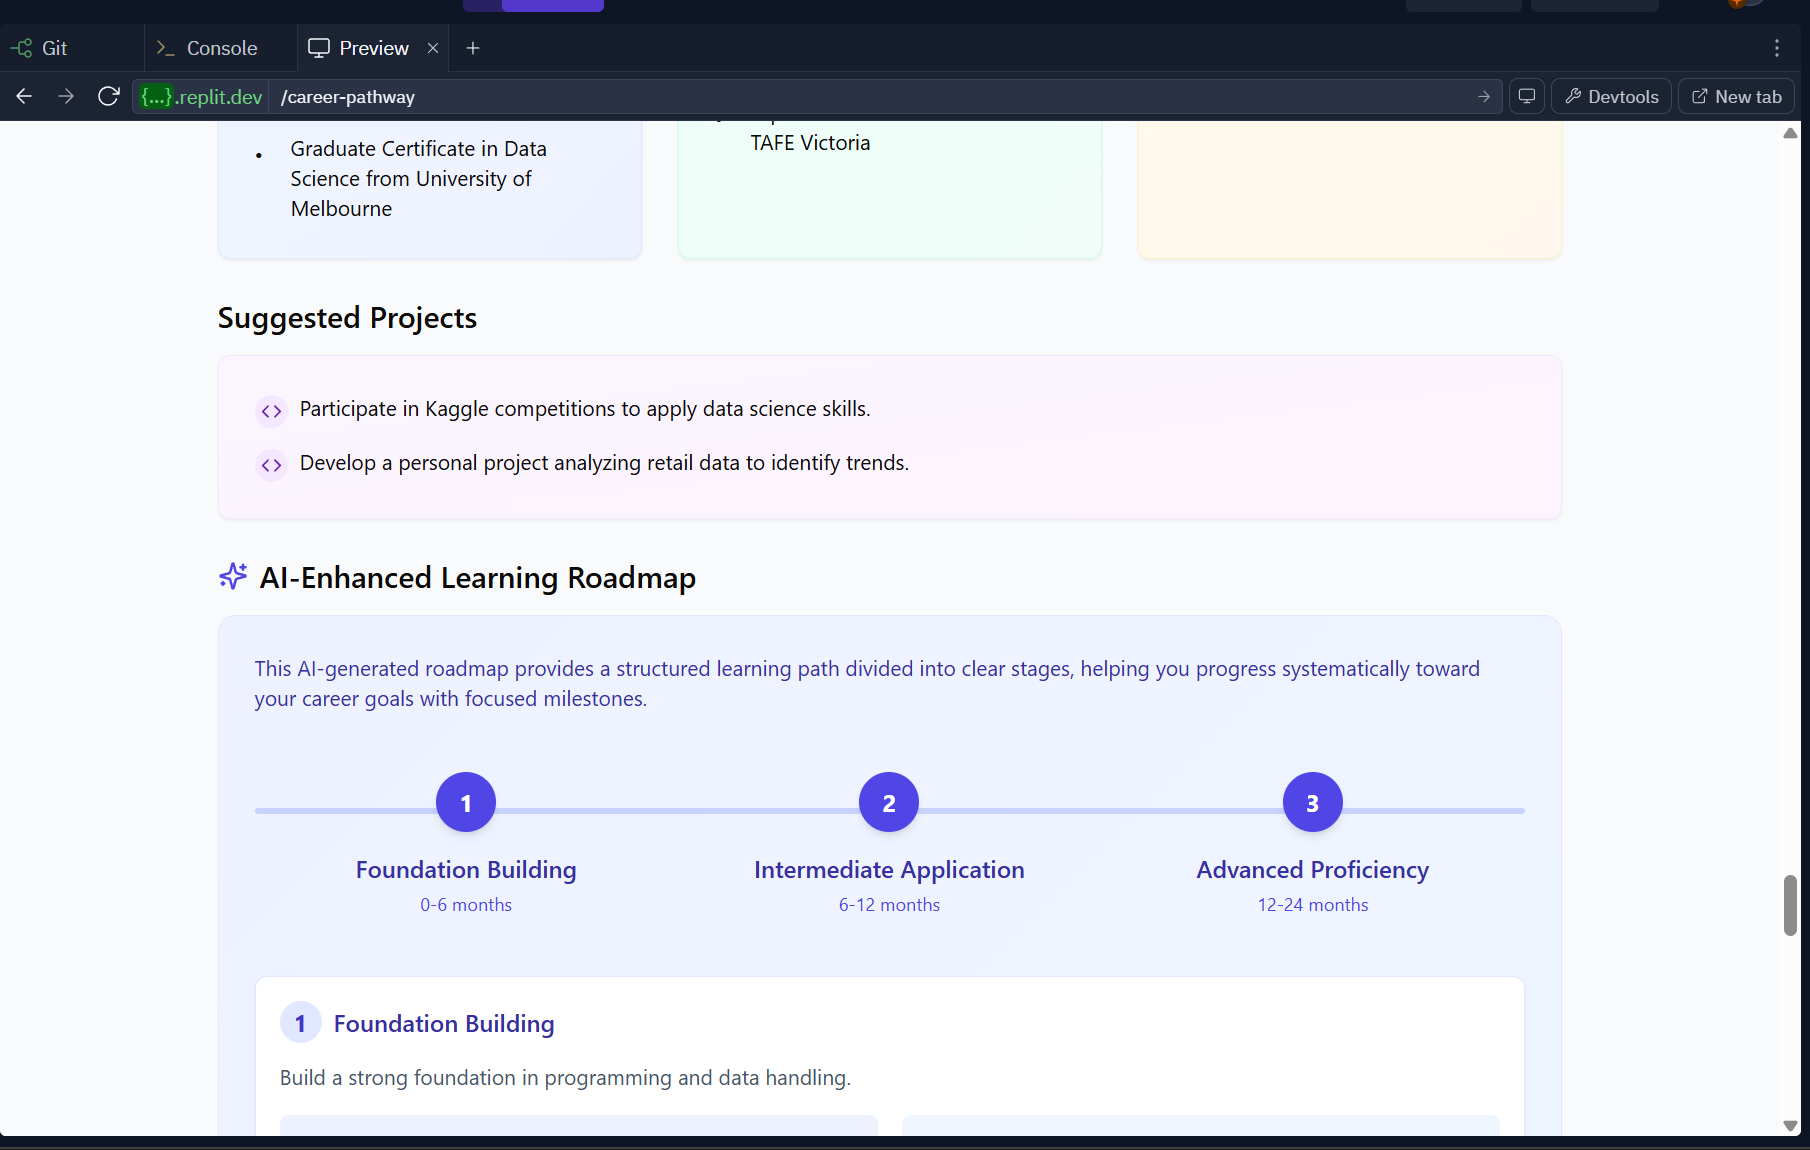 Git
Console
Preview
{...}.replit.dev
/career-pathway
Devtools
New tab
Graduate Certificate in Data
Science from University of
Melbourne
TAFE Victoria
Suggested Projects
Participate in Kaggle competitions to apply data science skills.
Develop a personal project analyzing retail data to identify trends.
AI-Enhanced Learning Roadmap
This AI-generated roadmap provides a structured learning path divided into clear stages, helping you progress systematically toward
your career goals with focused milestones.
1
2
3
Foundation Building
Intermediate Application
Advanced Proficiency
0-6 months
6-12 months
12-24 months
1
Foundation Building
Build a strong foundation in programming and data handling.